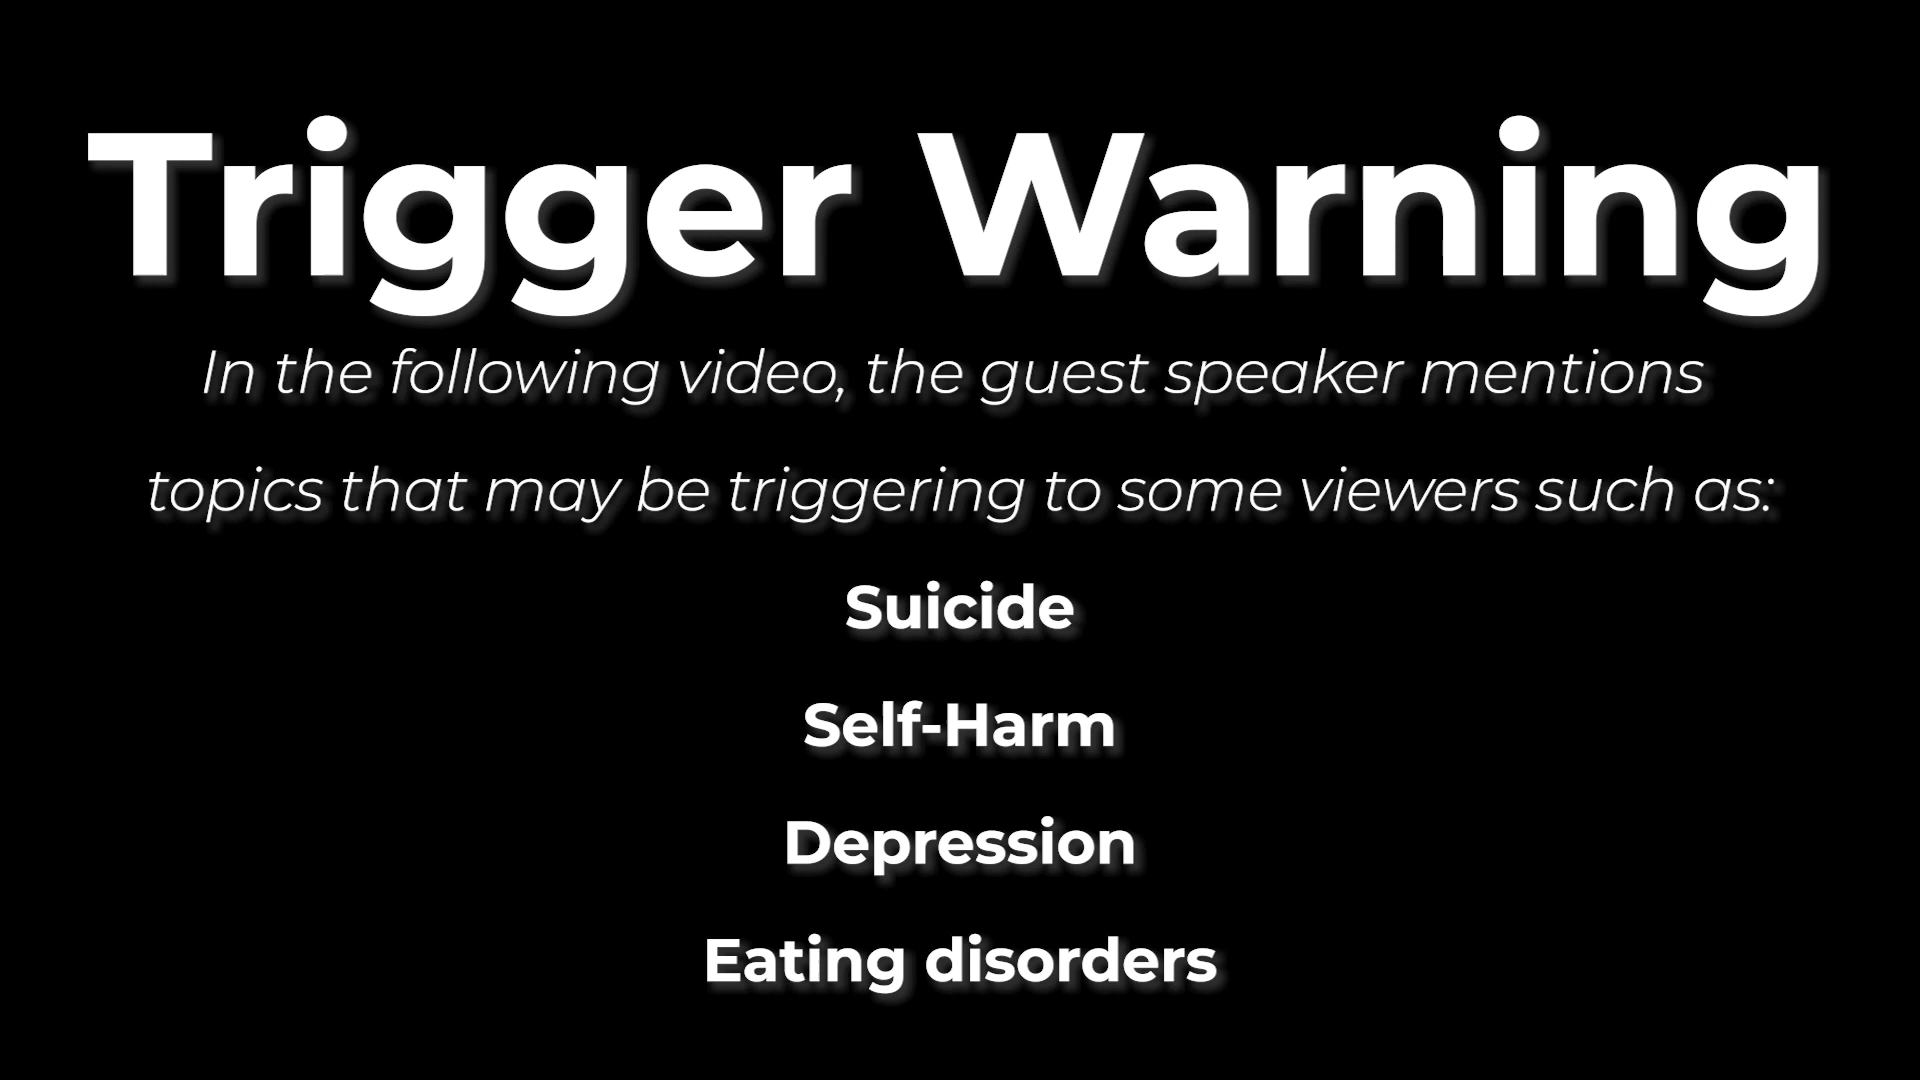 Trigger Warning
In the following video, the guest speaker mentions
topics that may be triggering to some viewers such as:
Suicide
Self-Harm
Depression
Eating disorders